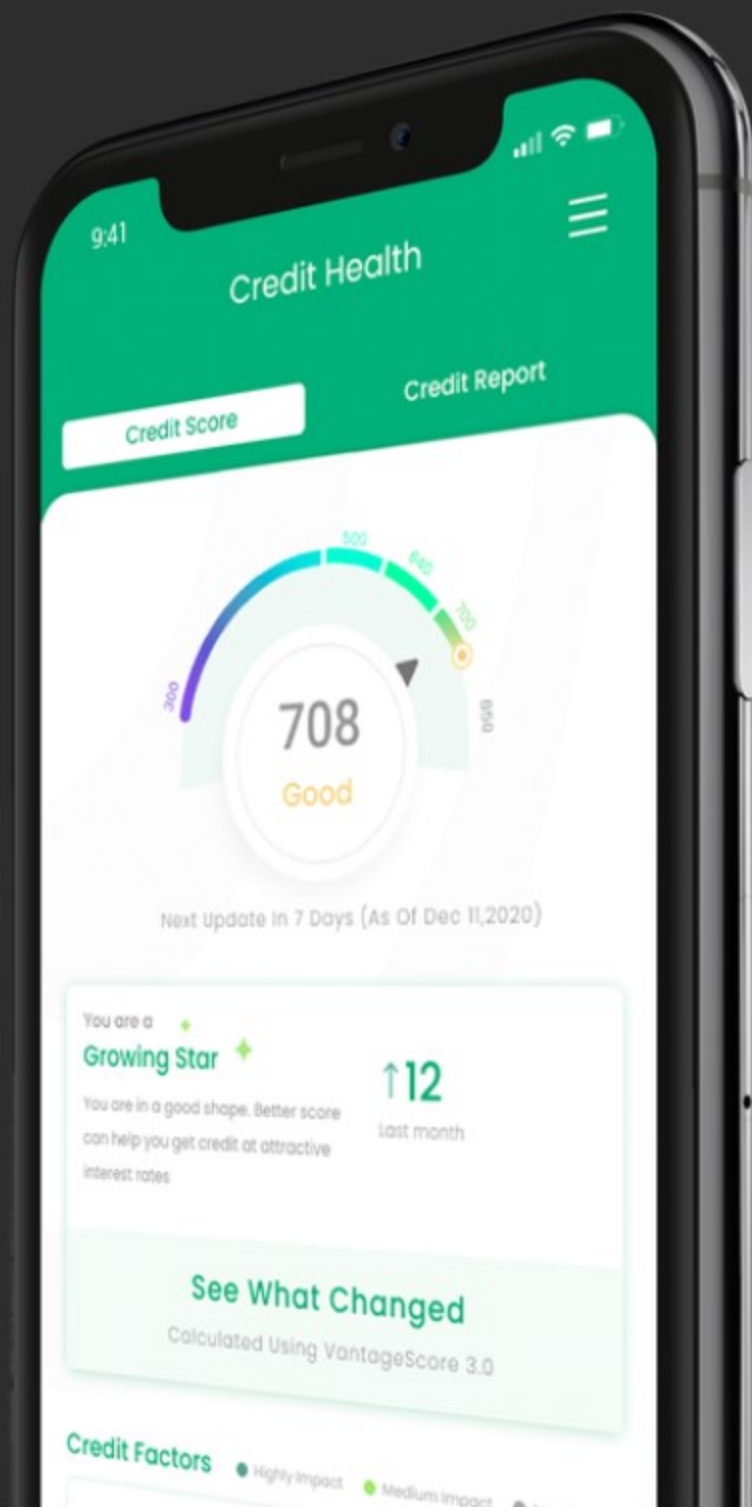 9:41
Credit Health
Credit Score
Credit Report
300
500
640
700
850
708
Good
Next Update In 7 Days (As Of Dec 11,2020)
You are a
Growing Star
You are in a good shape. Better score
can help you get credit at attractive
interest rates
↑12
Last month
See What Changed
Calculated Using VantageScore 3.0
Credit Factors
Highly Impact
Medium Impact